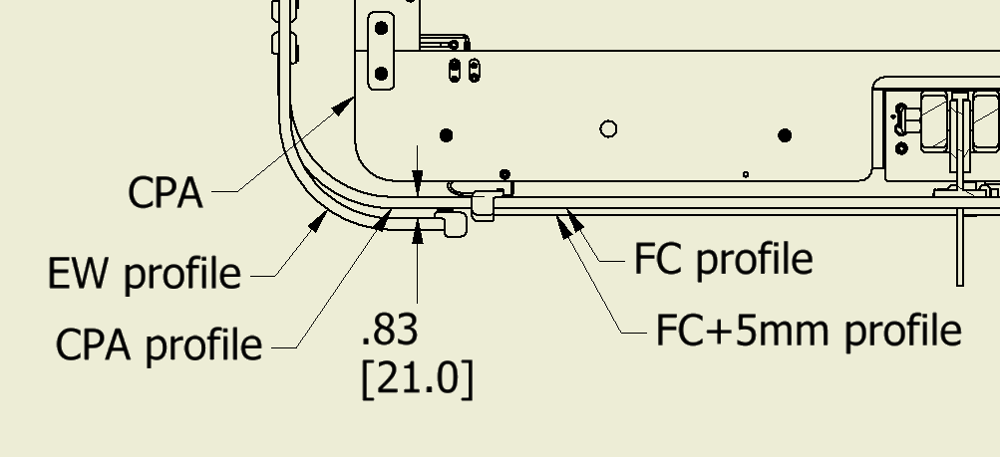 CPA
EW profile
FC profile
CPA profile
.83
[21.0]
FC+5mm profile